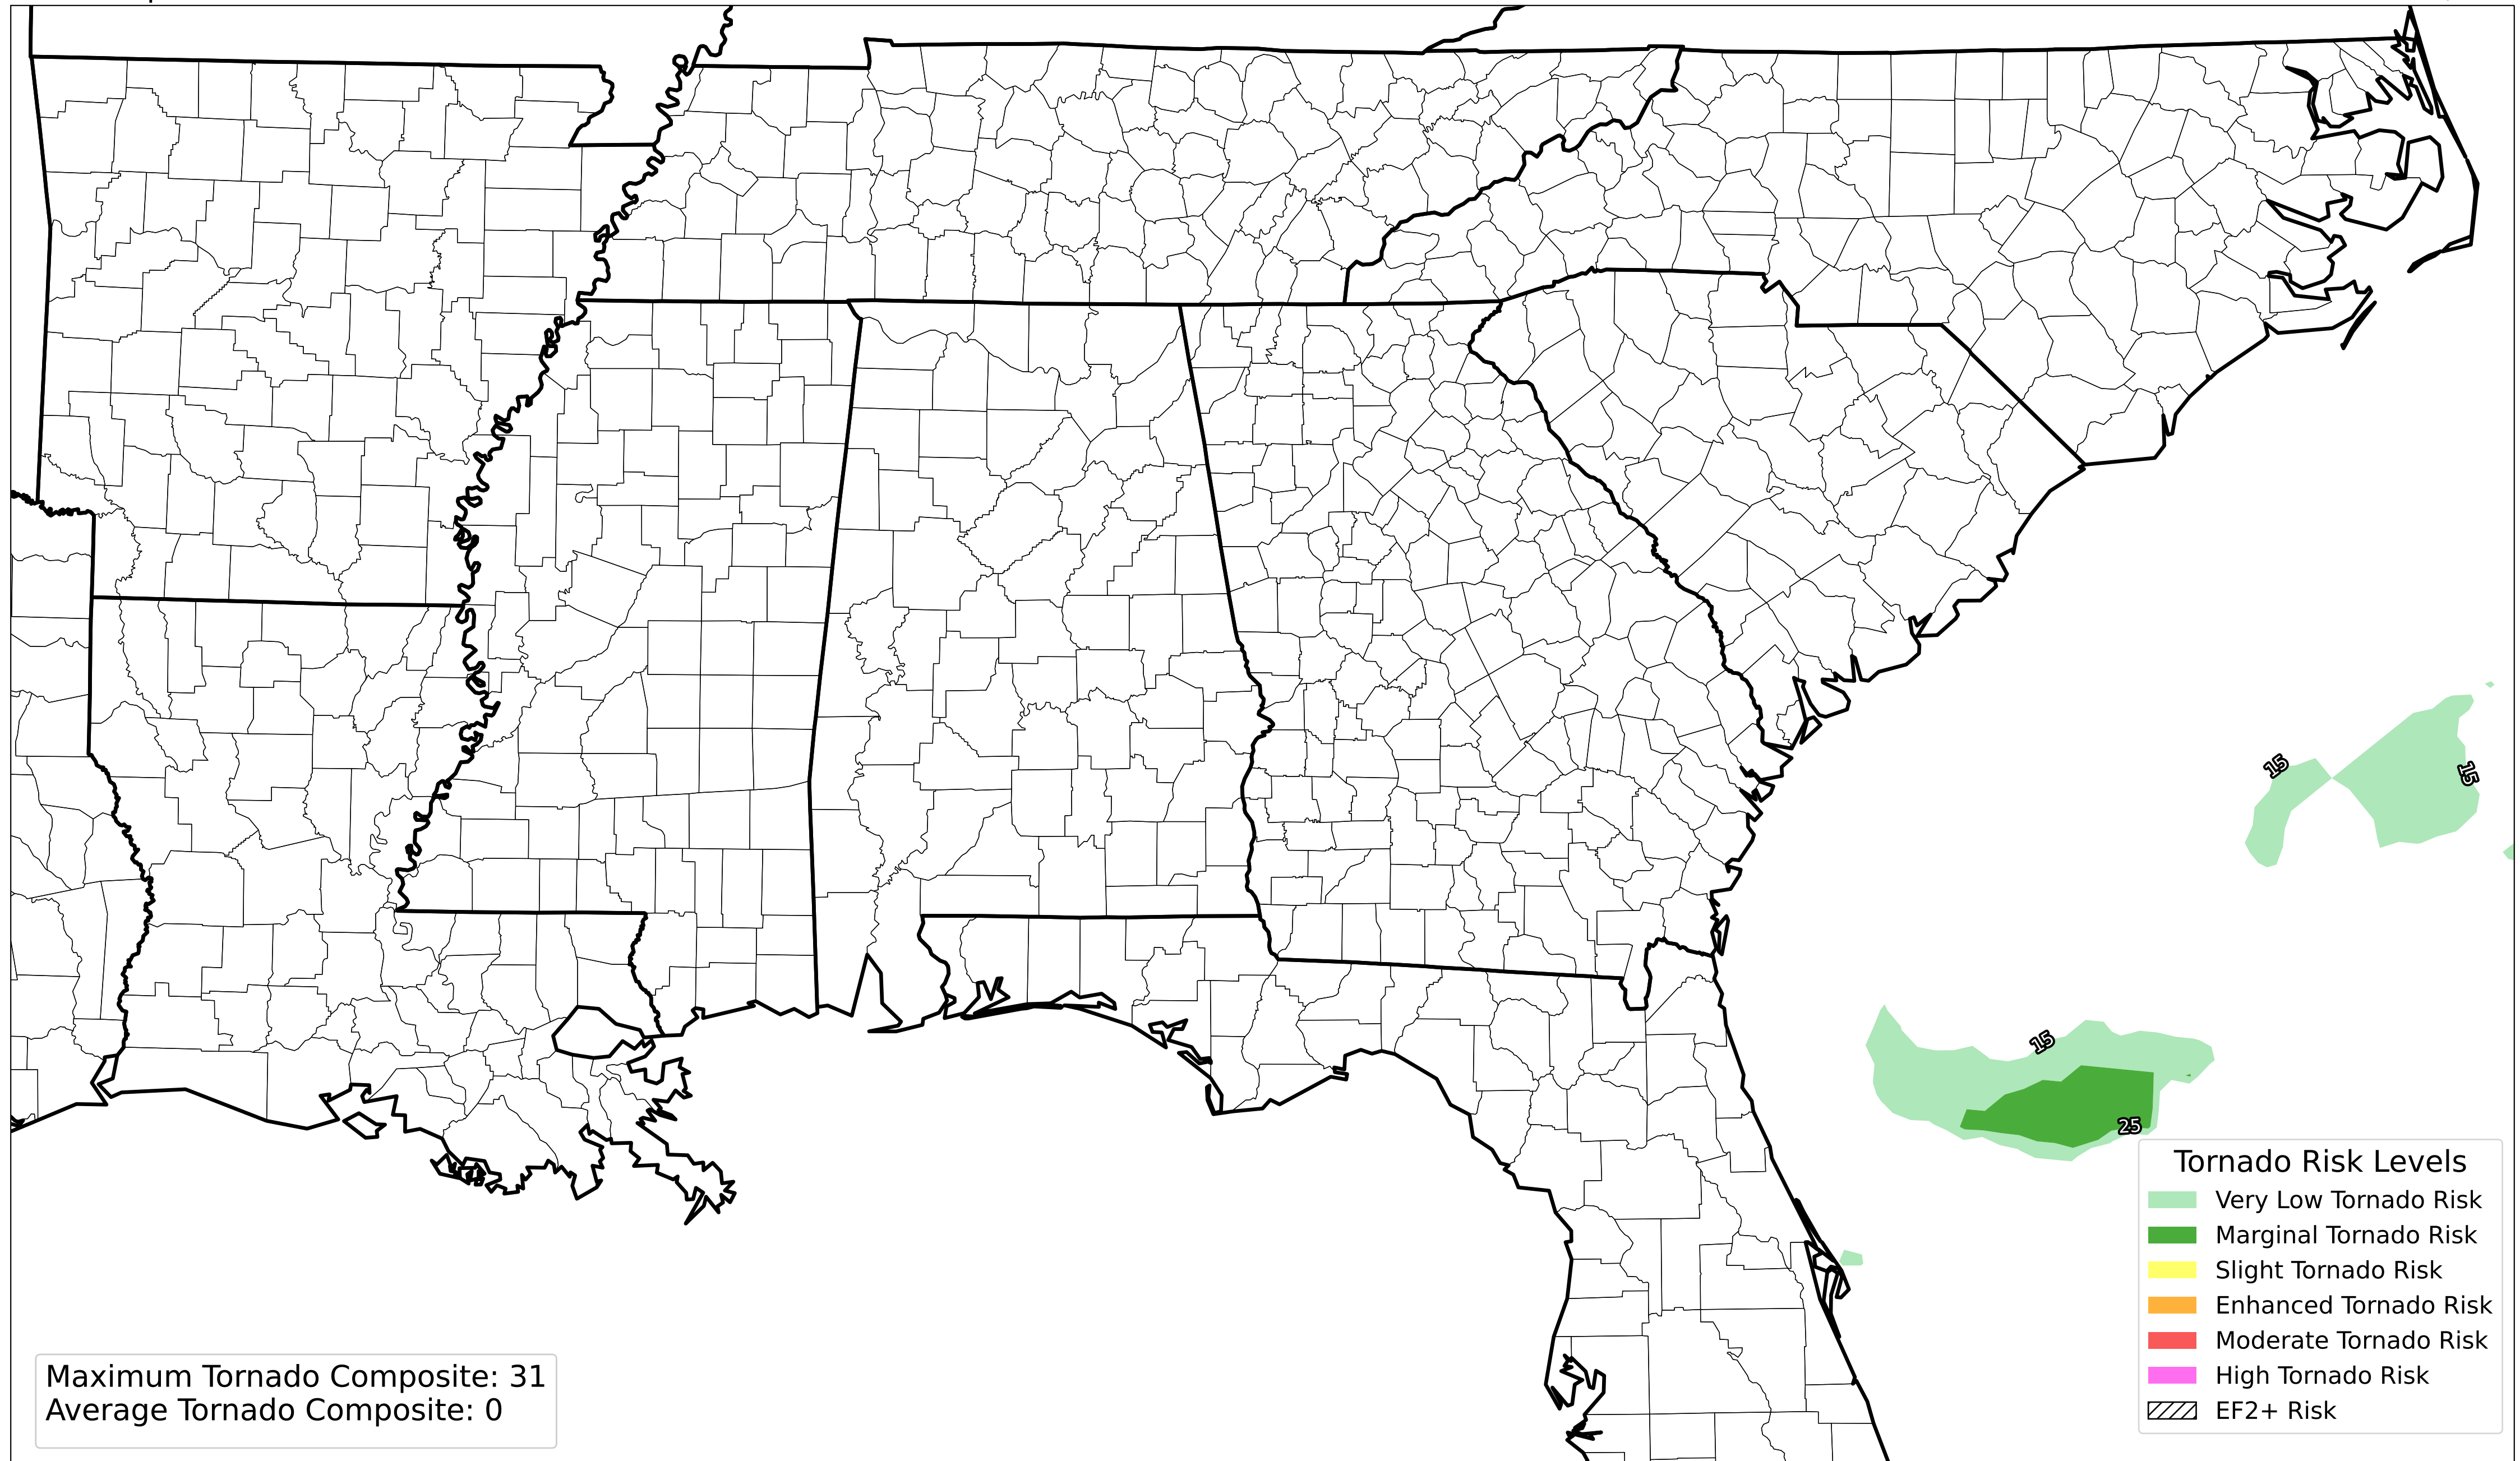 15
15
15
25
Tornado Risk Levels
Very Low Tornado Risk
Marginal Tornado Risk
Slight Tornado Risk
Enhanced Tornado Risk
Moderate Tornado Risk
High Tornado Risk
EF2+ Risk
Maximum Tornado Composite: 31
Average Tornado Composite: 0